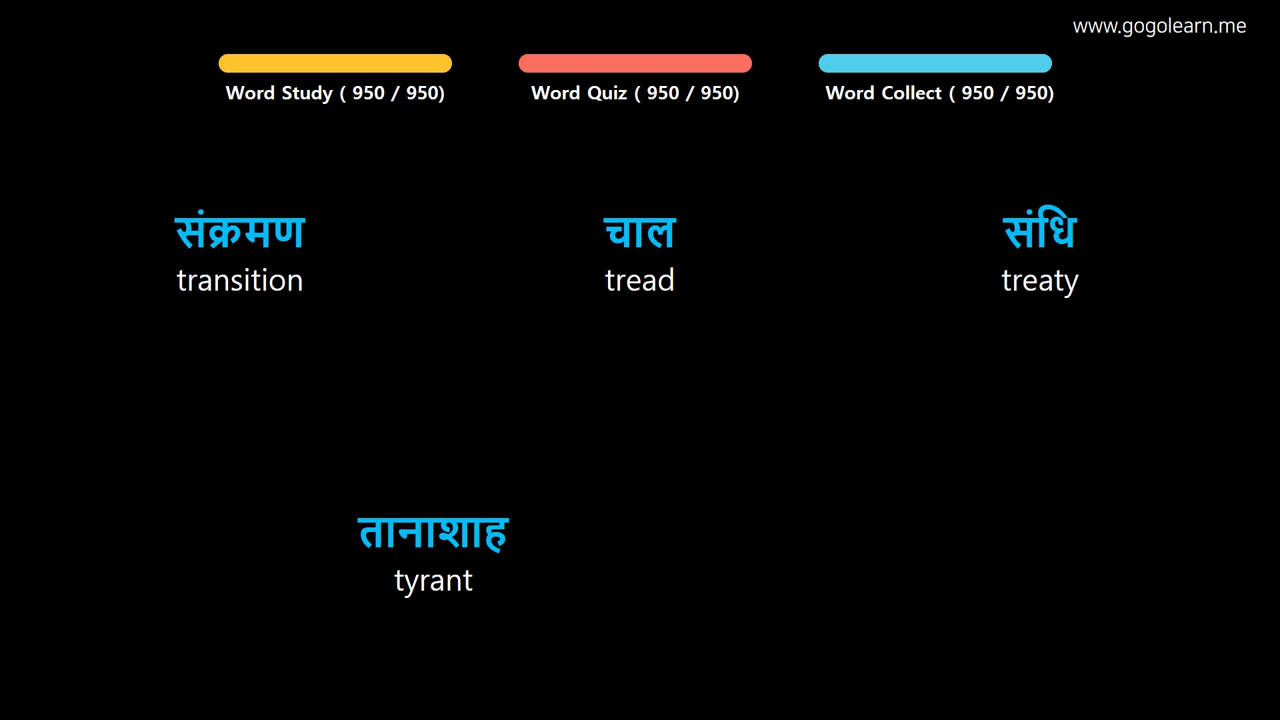 www.gogolearn.me
Word Study ( 950 / 950)
Word Quiz ( 950 / 950)
Word Collect ( 950 / 950)
संक्रमण
transition
चाल
tread
संधि
treaty
तानाशाह
tyrant